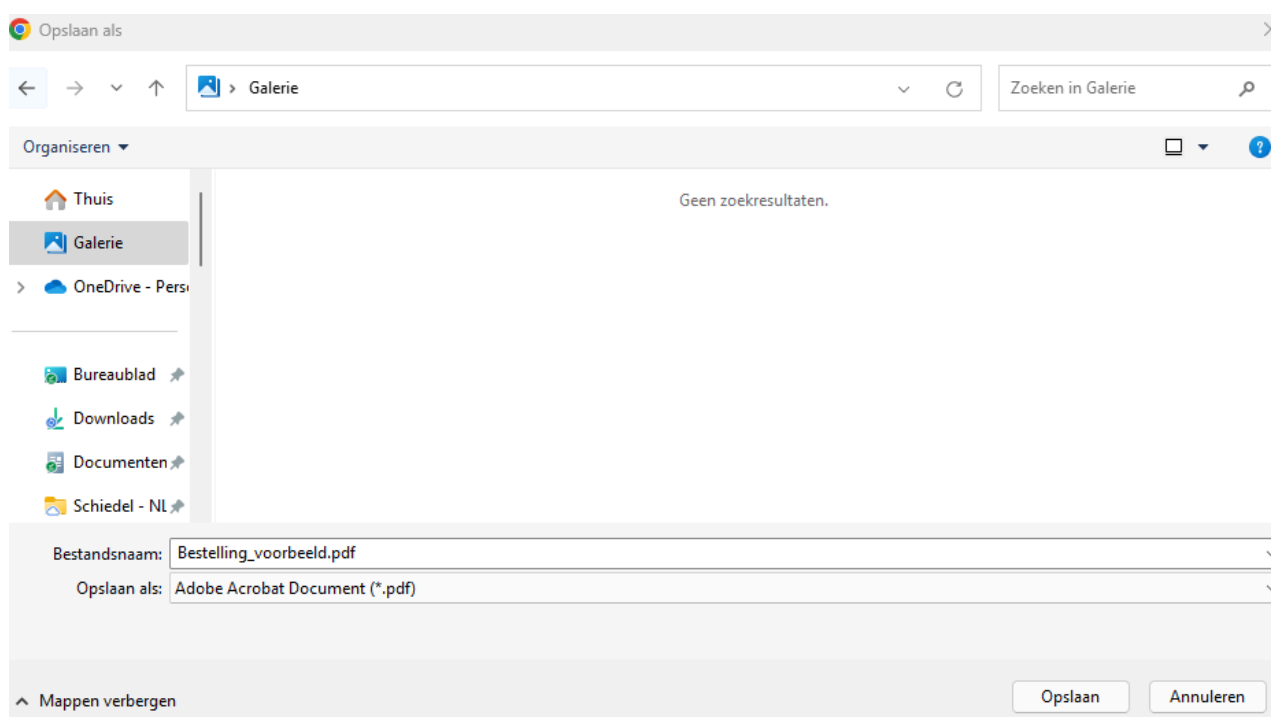 Opslaan als
Galerie
Zoeken in Galerie
Organiseren
Thuis
Galerie
OneDrive - Pers
Geen zoekresultaten.
Bureaublad
Downloads
Documenten
Schiedel - NL
Bestandsnaam: Bestelling_voorbeeld.pdf
Opslaan als: Adobe Acrobat Document (*.pdf)
Mappen verbergen
Opslaan Annuleren